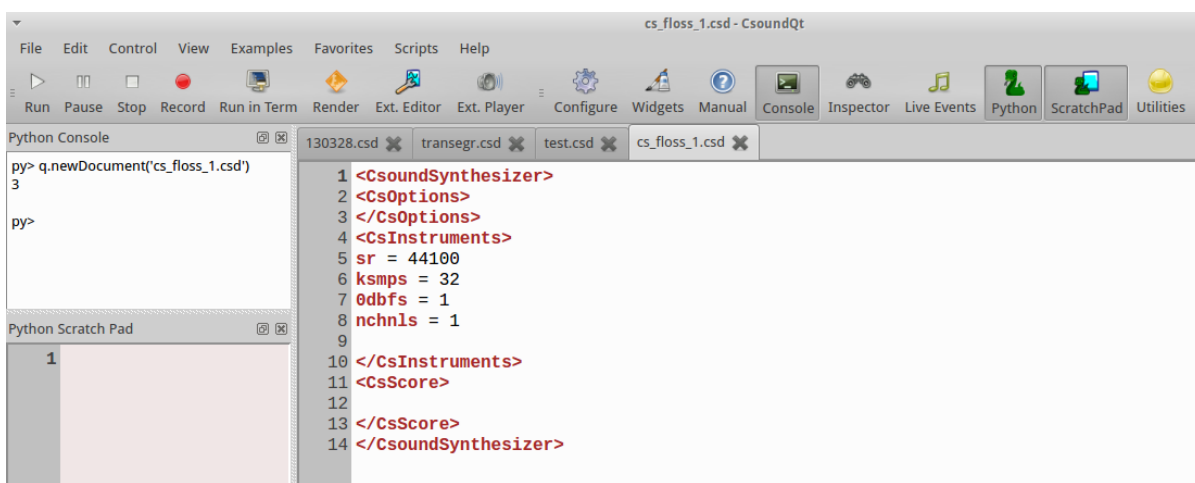 cs_floss_1.csd - CsoundQt
File Edit Control View Examples Favorites Scripts Help
Run Pause Stop Record Run in Term Render Ext. Editor Ext. Player Configure Widgets Manual Console Inspector Live Events Python ScratchPad Utilities
Python Console
py> q.newDocument('cs_floss_1.csd')
3
py>
Python Scratch Pad
1
130328.csd transegr.csd test.csd cs_floss_1.csd
1 <CsoundSynthesizer>
2 <CsOptions>
3 </CsOptions>
4 <CsInstruments>
5 sr = 44100
6 ksmps = 32
7 0dbfs = 1
8 nchnls = 1
9
10 </CsInstruments>
11 <CsScore>
12
13 </CsScore>
14 </CsoundSynthesizer>